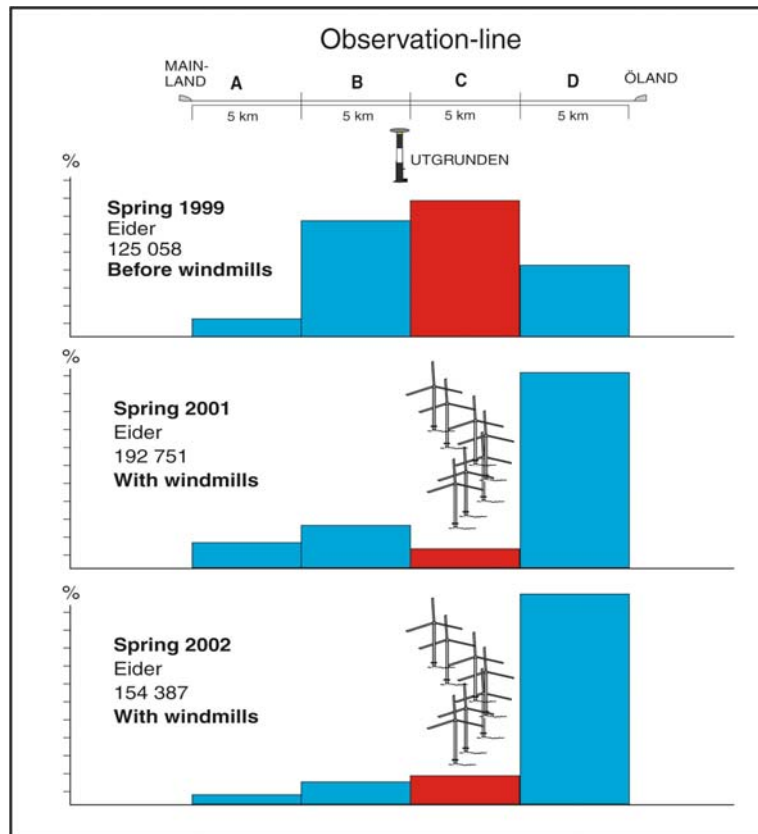 Observation-line
MAIN-
LAND
A
B
C
D
ÖLAND
5 km
5 km
5 km
5 km
UTGRUNDEN
%
Spring 1999
Eider
125 058
Before windmills
%
Spring 2001
Eider
192 751
With windmills
%
Spring 2002
Eider
154 387
With windmills